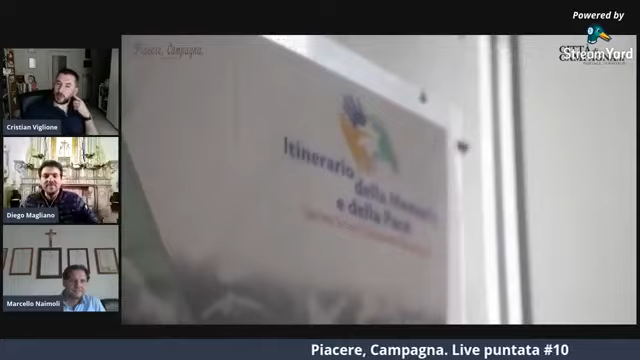 Powered by
StreamYard
Piacere, Campagna.
Cristian Viglione
Itinerario
della Memoria
e della Pace
Diego Magliano
Marcello Naimoli
Piacere, Campagna. Live puntata #10